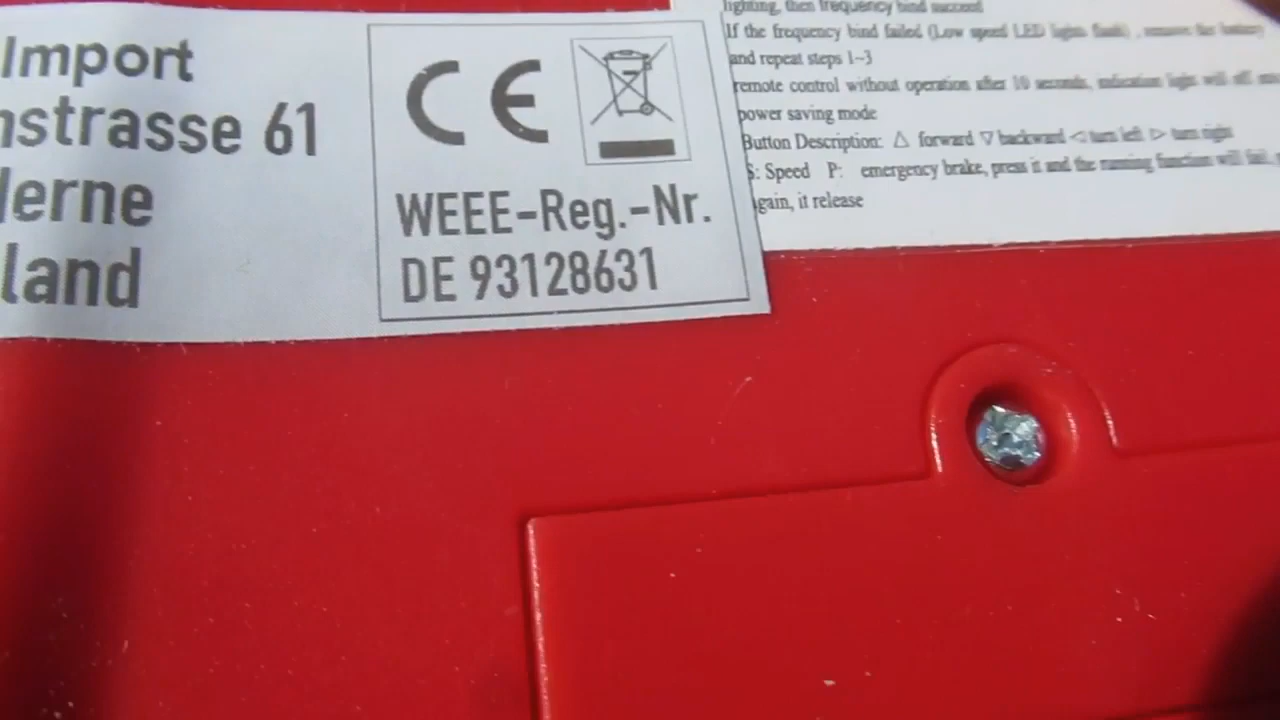 Import
nstrasse 61
lerne
land
CE
WEEE-Reg.-Nr.
DE 93128631
lighting, then frequency bind succeed
If the frequency bind failed (Low speed LED lights flash) , remove the battery
and repeat steps 1~3
remote control without operation after 10 seconds, indication light will off
power saving mode
Button Description: △ forward ▽ backward ◁ turn left ▷ turn right
S: Speed P: emergency brake, press it and the running function will fail,
again, it release